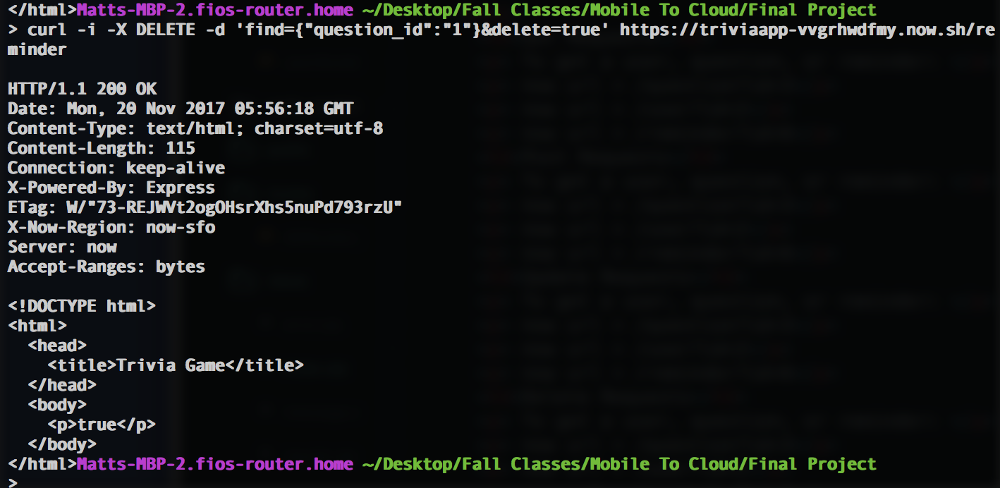 </html>Matts-MBP-2.fios-router.home ~/Desktop/Fall Classes/Mobile To Cloud/Final Project
> curl -i -X DELETE -d 'find={"question_id":"1"}&delete=true' https://triviaapp-vvgrhwdfmy.now.sh/re
minder
HTTP/1.1 200 OK
Date: Mon, 20 Nov 2017 05:56:18 GMT
Content-Type: text/html; charset=utf-8
Content-Length: 115
Connection: keep-alive
X-Powered-By: Express
ETag: W/"73-REJWVt2ogOHsrXhs5nuPd793rzU"
X-Now-Region: now-sfo
Server: now
Accept-Ranges: bytes
<!DOCTYPE html>
<html>
  <head>
    <title>Trivia Game</title>
  </head>
  <body>
    <p>true</p>
  </body>
</html>Matts-MBP-2.fios-router.home ~/Desktop/Fall Classes/Mobile To Cloud/Final Project
>